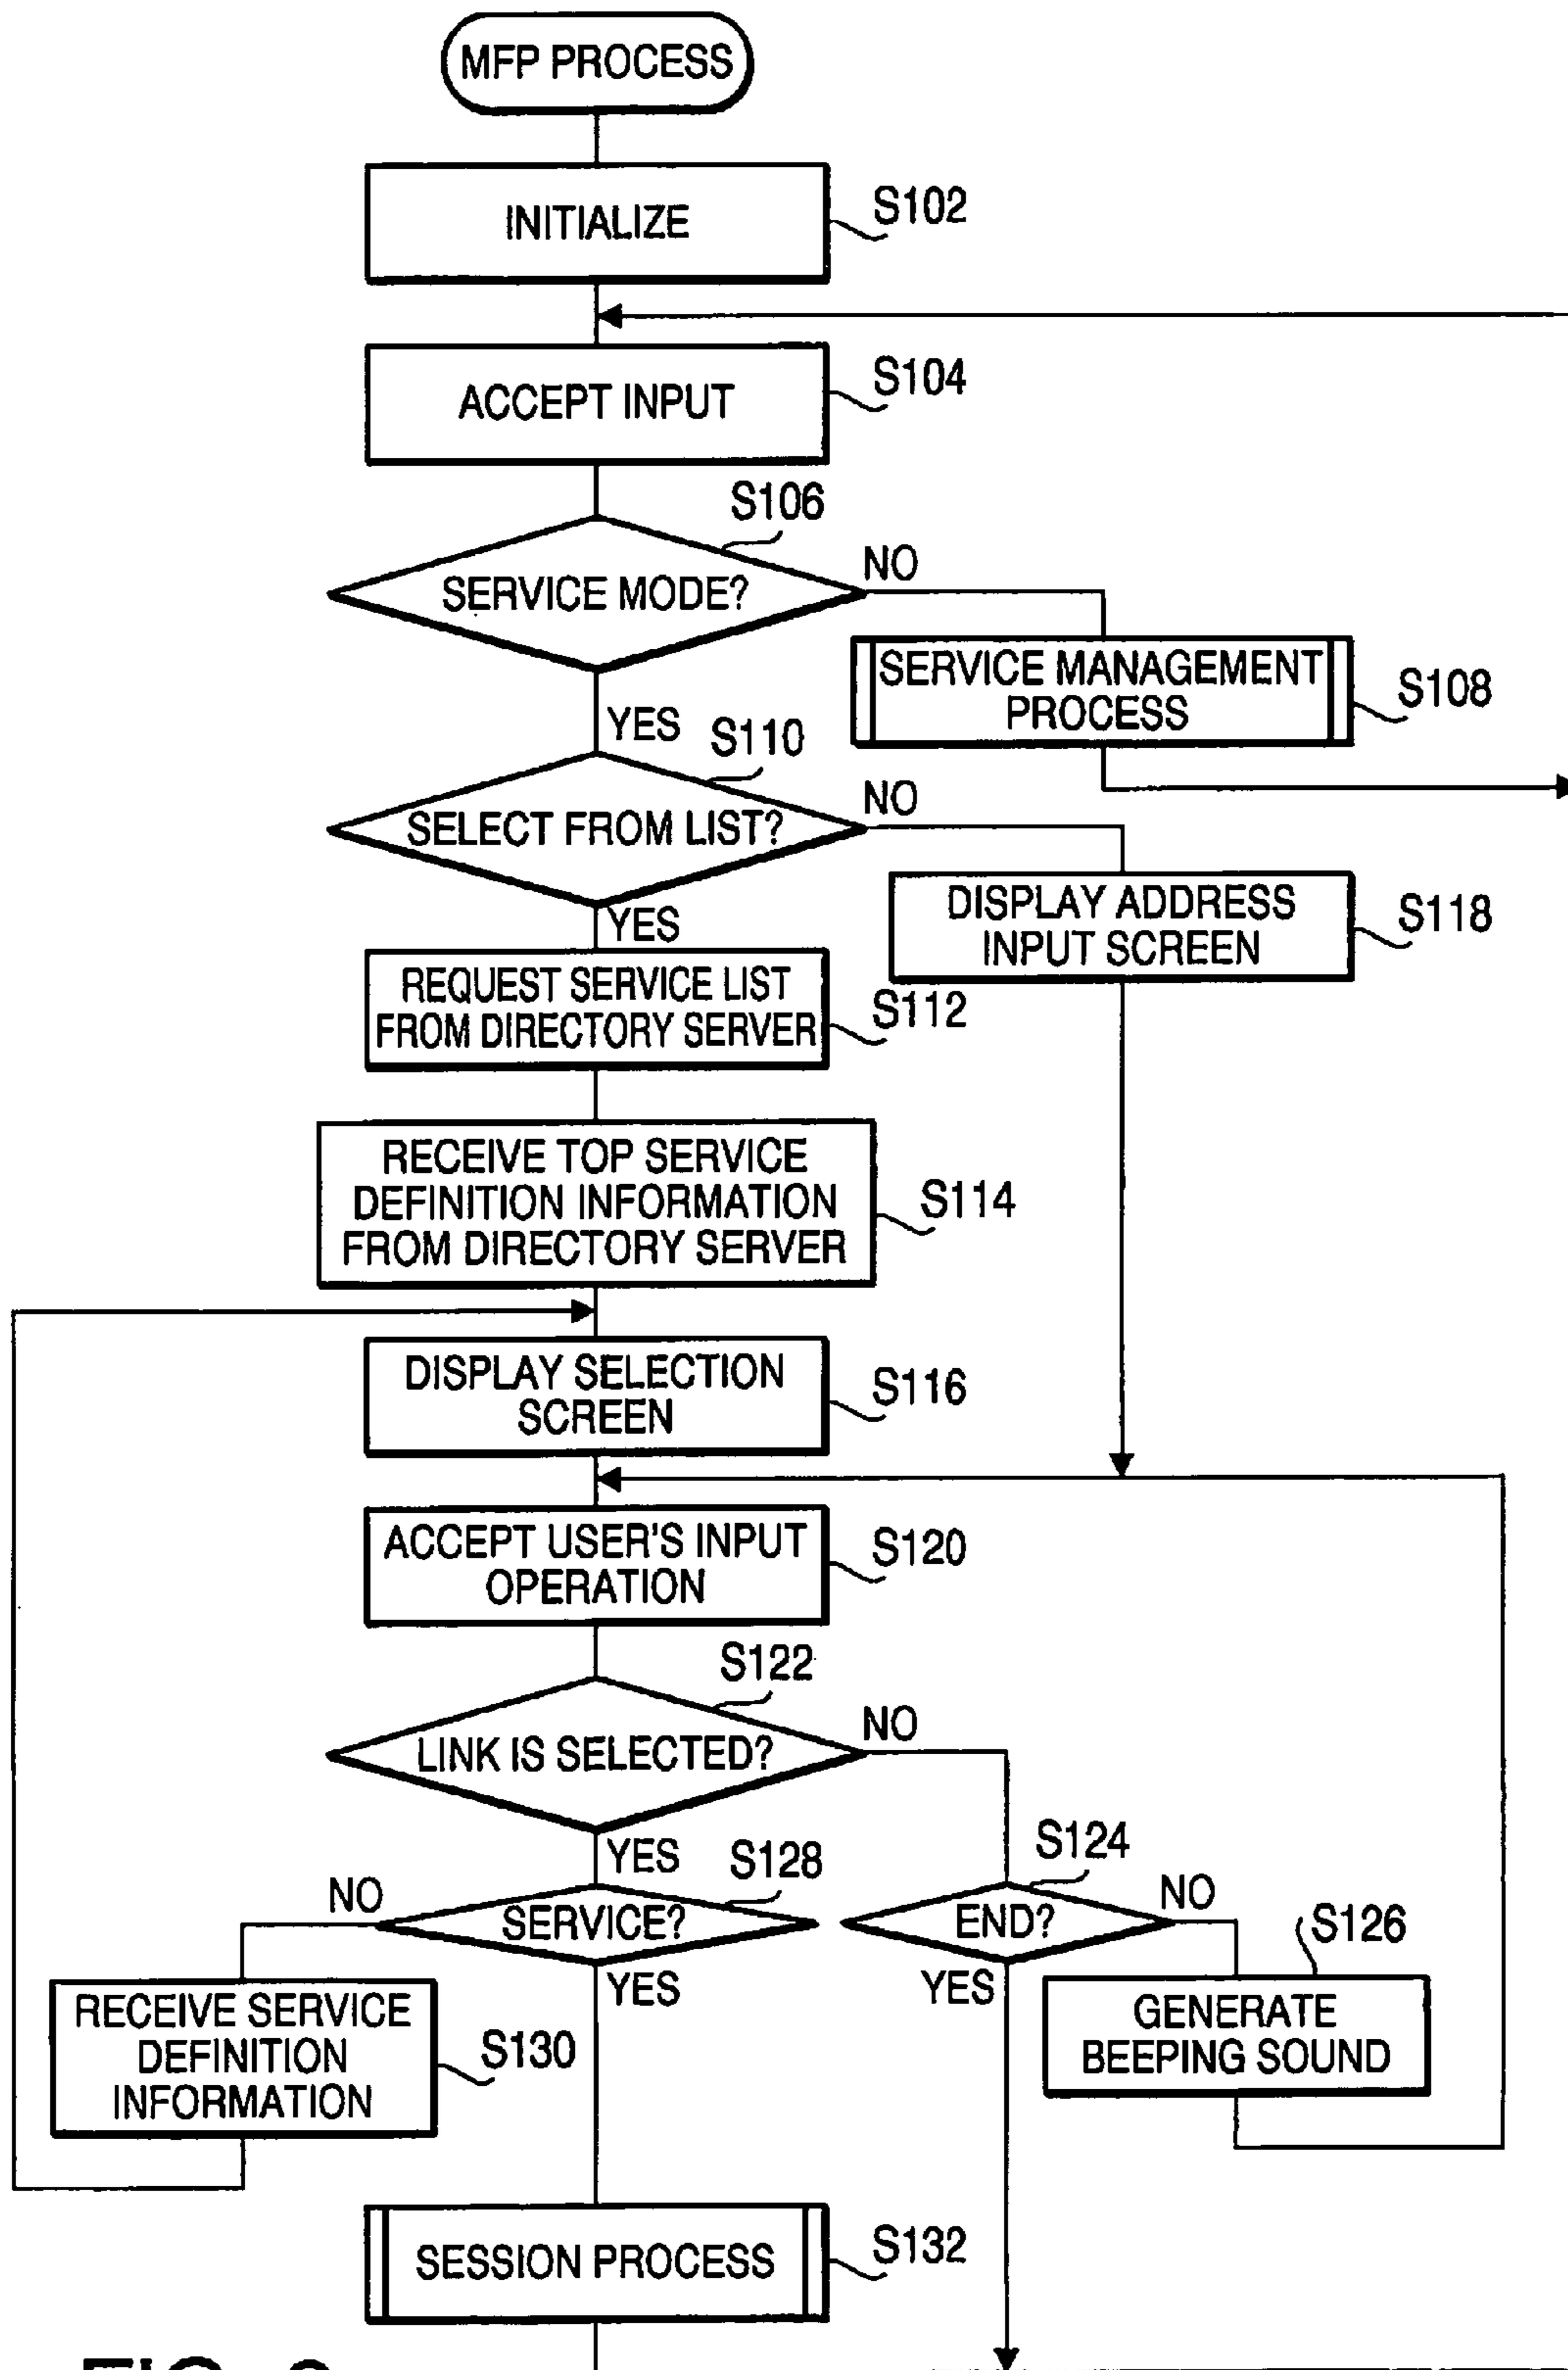 MFP PROCESS
INITIALIZE
S102
ACCEPT INPUT
S104
S106
SERVICE MODE?
NO
SERVICE MANAGEMENT
PROCESS
S108
YES
S110
SELECT FROM LIST?
NO
DISPLAY ADDRESS
INPUT SCREEN
S118
YES
REQUEST SERVICE LIST
FROM DIRECTORY SERVER
S112
RECEIVE TOP SERVICE
DEFINITION INFORMATION
FROM DIRECTORY SERVER
S114
DISPLAY SELECTION
SCREEN
S116
ACCEPT USER'S INPUT
OPERATION
S120
S122
LINK IS SELECTED?
NO
YES
S128
SERVICE?
NO
YES
S124
END?
NO
YES
S126
GENERATE
BEEPING SOUND
RECEIVE SERVICE
DEFINITION
INFORMATION
S130
SESSION PROCESS
S132